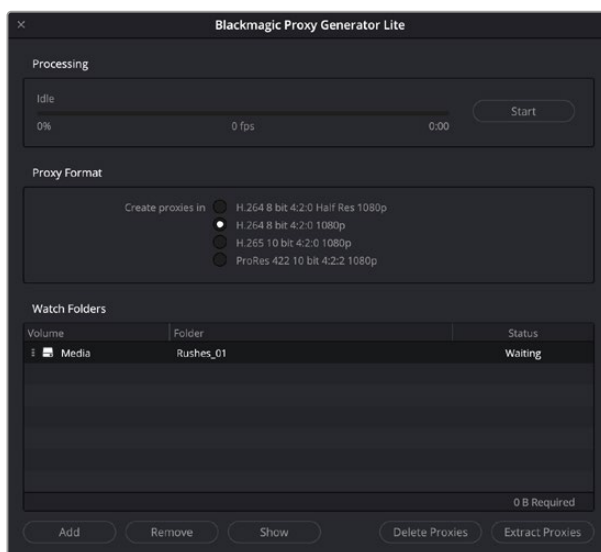 Blackmagic Proxy Generator Lite
Processing
Idle
Start
0% 0 fps 0:00
Proxy Format
Create proxies in H.264 8 bit 4:2:0 Half Res 1080p
H.264 8 bit 4:2:0 1080p
H.265 10 bit 4:2:0 1080p
ProRes 422 10 bit 4:2:2 1080p
Watch Folders
Volume Folder Status
Media Rushes_01 Waiting
0 B Required
Add Remove Show Delete Proxies Extract Proxies